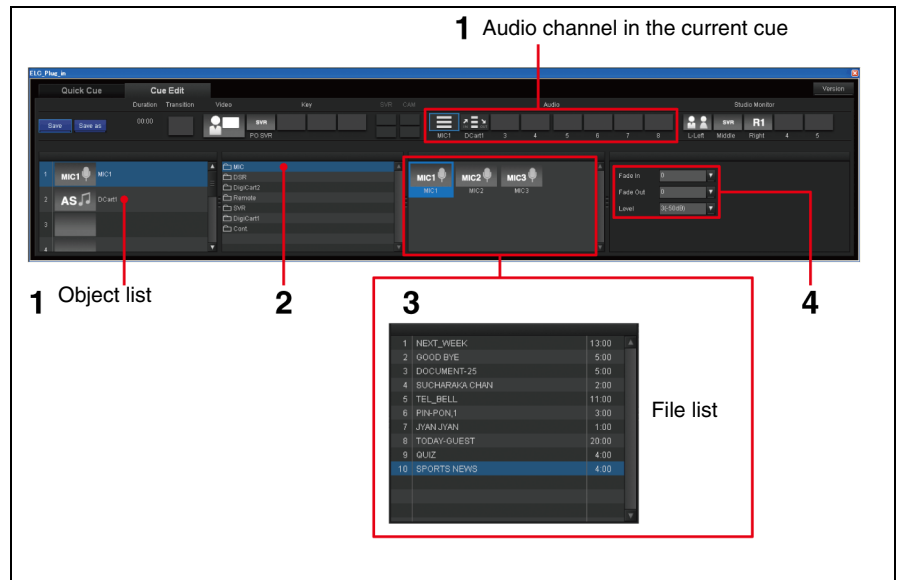 1 Audio channel in the current cue
ELC_Plug_in
Quick Cue Cue Edit Version
Duration Transition Video Key SVR CAM Audio Studio Monitor
Save Save as 00:00 SVR SVR R1
PO SVR MIC1 DCart1 3 4 5 6 7 8 L-Left Middle Right 4 5
1 MIC1 MIC1
2 AS DCart1
3
4
MIC
DSR
DigiCart2
Remote
SVR
DigiCart1
Cont
MIC1 MIC2 MIC3
MIC1 MIC2 MIC3
Fade In 0
Fade Out 0
Level 3(-50dB)
1 Object list
2
3
4
1 NEXT_WEEK 13:00
2 GOOD BYE 5:00
3 DOCUMENT-25 5:00
4 SUCHARAKA CHAN 2:00
5 TEL_BELL 11:00
6 PIN-PON,1 3:00
7 JYAN JYAN 1:00
8 TODAY-GUEST 20:00
9 QUIZ 4:00
10 SPORTS NEWS 4:00
File list